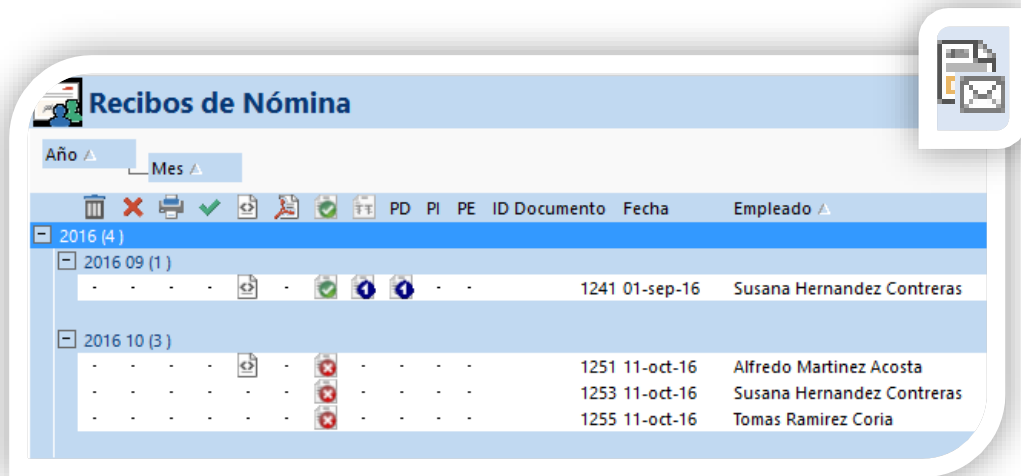 Recibos de Nómina
Año
Mes
PD PI PE ID Documento Fecha Empleado
2016 (4)
2016 09 (1)
1241 01-sep-16 Susana Hernandez Contreras
2016 10 (3)
1251 11-oct-16 Alfredo Martinez Acosta
1253 11-oct-16 Susana Hernandez Contreras
1255 11-oct-16 Tomas Ramirez Coria